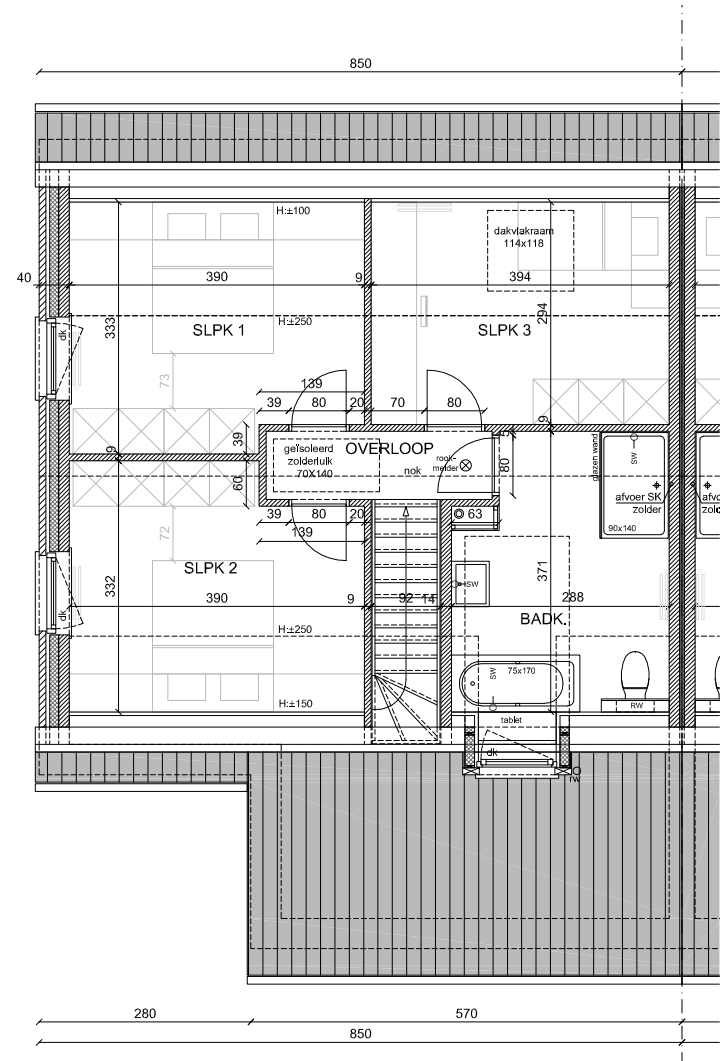 850
H:±100
dakvlakraam
114x118
40
390
9
394
333
dk
SLPK 1
H:±250
SLPK 3
294
73
139
39
80
20
70
80
9
9
39
geïsoleerd
zolderluik
70X140
OVERLOOP
nok
rook-
melder
15
80
glazen wand
SW
60
afvoer SK
zolder
90x140
39
80
20
63
139
72
SLPK 2
371
332
dk
390
9
92
14
SW
288
BADK.
H:±250
SW
75x170
H:±150
RW
tablet
dk
rw
280
570
850